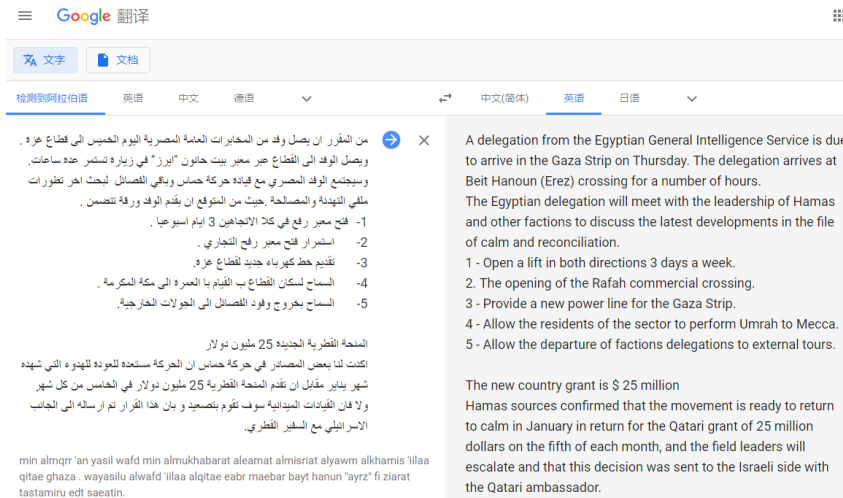 Google 翻译
文字
文档
检测到阿拉伯语 英语 中文 德语
中文(简体) 英语 日语
من المقرر ان يصل وفد من المخابرات العامة المصرية اليوم الخميس الى قطاع غزة .
ويصل الوفد الى القطاع عبر معبر بيت حانون "ايرز" في زيارة تستمر عدة ساعات.
وسيجتمع الوفد المصري مع قيادة حركة حماس وباقي الفصائل لبحث اخر تطورات
ملفي التهدئة والمصالحة .حيث من المتوقع ان يقدم الوفد ورقة تتضمن .
1- فتح معبر رفع في كلا الاتجاهين 3 ايام اسبوعيا .
2- استمرار فتح معبر رفح التجاري .
3- تقديم خط كهرباء جديد لقطاع غزة.
4- السماح لسكان القطاع ب القيام با العمرة الى مكة المكرمة .
5- السماح بخروج وفود الفصائل الى الجولات الخارجية.
المنحة القطرية الجديدة 25 مليون دولار
اكدت لنا بعض المصادر في حركة حماس ان الحركة مستعدة للعودة للهدوء التي شهده
شهر يناير مقابل ان تقدم المنحة القطرية 25 مليون دولار في الخامس من كل شهر
ولا فان القيادات الميدانية سوف تقوم بتصعيد و بان هذا القرار تم ارساله الى الجانب
الاسرائيلي مع السفير القطري.
min almqrr 'an yasil wafd min almukhabarat aleamat almisriat alyawm alkhamis 'iilaa
qitae ghaza . wayasilu alwafd 'iilaa alqitae eabr maebar bayt hanun "ayrz" fi ziarat
tastamiru edt saeatin.
A delegation from the Egyptian General Intelligence Service is due
to arrive in the Gaza Strip on Thursday. The delegation arrives at
Beit Hanoun (Erez) crossing for a number of hours.
The Egyptian delegation will meet with the leadership of Hamas
and other factions to discuss the latest developments in the file
of calm and reconciliation.
1 - Open a lift in both directions 3 days a week.
2. The opening of the Rafah commercial crossing.
3 - Provide a new power line for the Gaza Strip.
4 - Allow the residents of the sector to perform Umrah to Mecca.
5 - Allow the departure of factions delegations to external tours.
The new country grant is $ 25 million
Hamas sources confirmed that the movement is ready to return
to calm in January in return for the Qatari grant of 25 million
dollars on the fifth of each month, and the field leaders will
escalate and that this decision was sent to the Israeli side with
the Qatari ambassador.